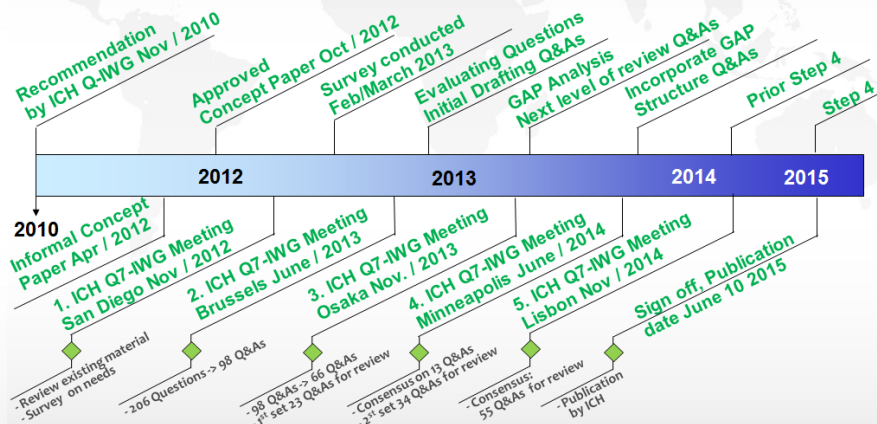 Recommendation
by ICH Q-IWG Nov / 2010
Approved
Concept Paper Oct / 2012
Survey conducted
Feb/March 2013
Evaluating Questions
Initial Drafting Q&As
GAP Analysis
Next level of review Q&As
Incorporate GAP
Structure Q&As
Prior Step 4
Step 4
2012
2013
2014
2015
2010
Informal Concept
Paper Apr / 2012
1. ICH Q7-IWG Meeting
San Diego Nov / 2012
2. ICH Q7-IWG Meeting
Brussels June / 2013
3. ICH Q7-IWG Meeting
Osaka Nov. / 2013
4. ICH Q7-IWG Meeting
Minneapolis June / 2014
5. ICH Q7-IWG Meeting
Lisbon Nov / 2014
Sign off, Publication
date June 10 2015
- Review existing material
- Survey on needs
- 206 Questions -> 98 Q&As
- 98 Q&As -> 66 Q&As
1st set 23 Q&As for review
- Consensus on 13 Q&As
2st set 34 Q&As for review
- Consensus:
55 Q&As for review
- Publication
by ICH